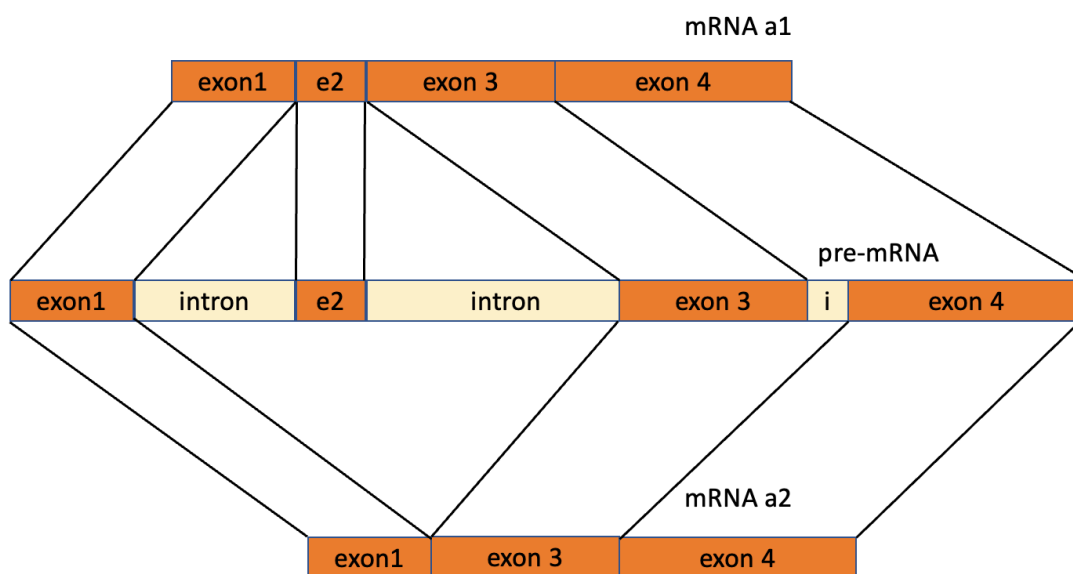 mRNA a1
exon1 e2 exon 3 exon 4
pre-mRNA
exon1 intron e2 intron exon 3 i exon 4
mRNA a2
exon1 exon 3 exon 4